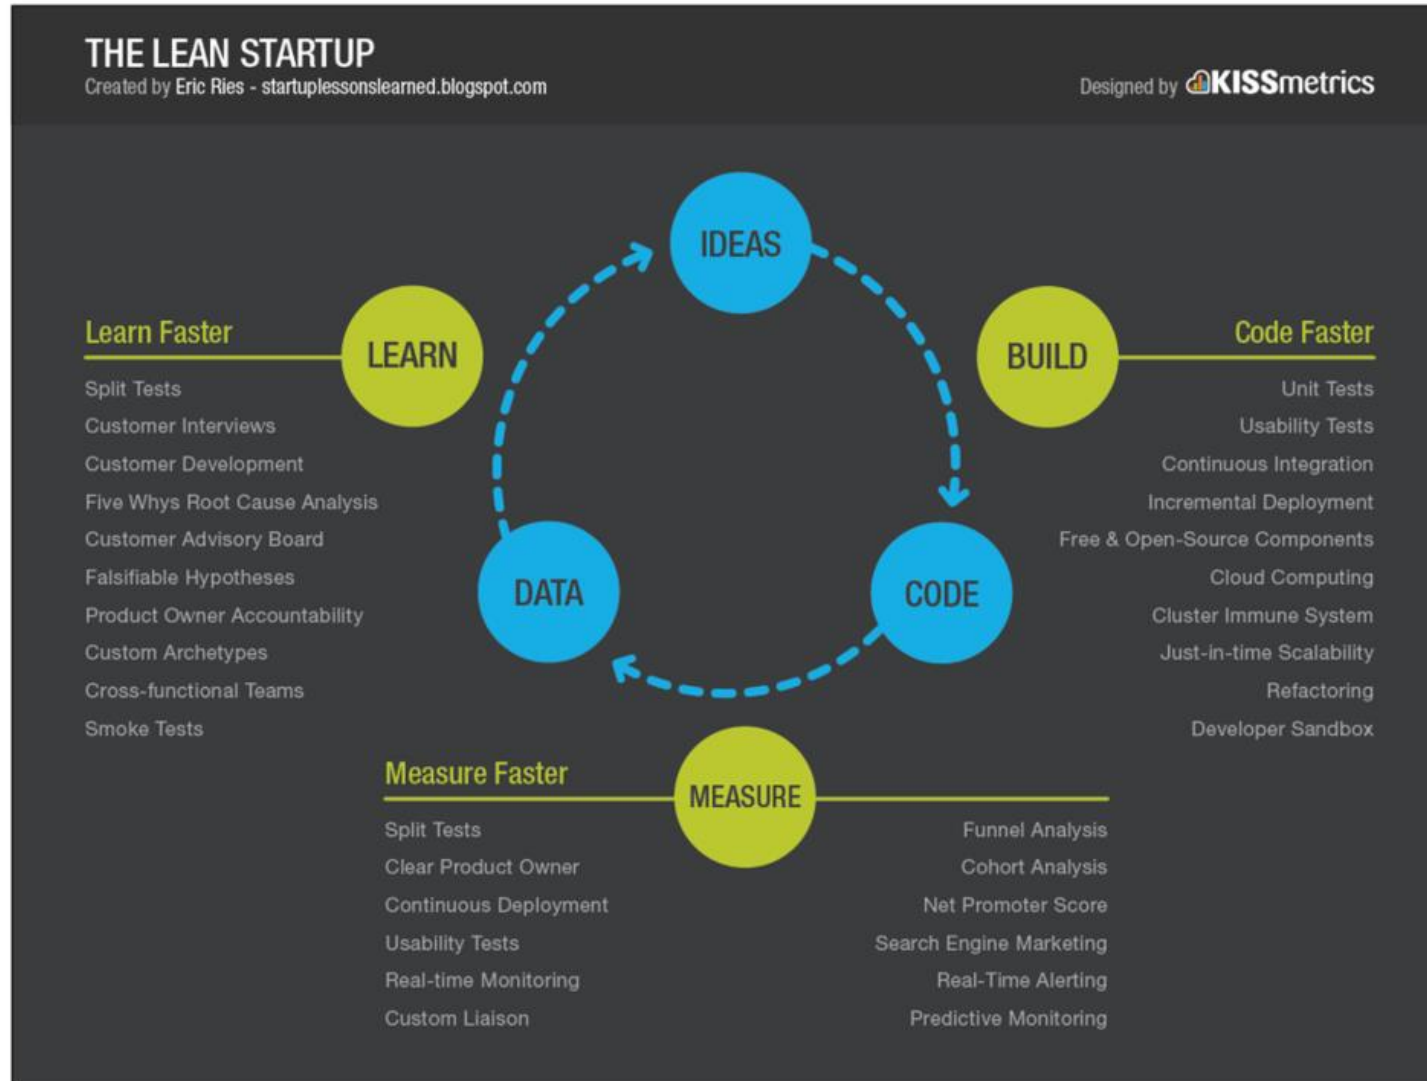 THE LEAN STARTUP
Created by Eric Ries - startuplessonslearned.blogspot.com
Designed by KISSmetrics
IDEAS
LEARN
BUILD
DATA
CODE
MEASURE
Learn Faster
Split Tests
Customer Interviews
Customer Development
Five Whys Root Cause Analysis
Customer Advisory Board
Falsifiable Hypotheses
Product Owner Accountability
Custom Archetypes
Cross-functional Teams
Smoke Tests
Code Faster
Unit Tests
Usability Tests
Continuous Integration
Incremental Deployment
Free & Open-Source Components
Cloud Computing
Cluster Immune System
Just-in-time Scalability
Refactoring
Developer Sandbox
Measure Faster
Split Tests
Clear Product Owner
Continuous Deployment
Usability Tests
Real-time Monitoring
Custom Liaison
Funnel Analysis
Cohort Analysis
Net Promoter Score
Search Engine Marketing
Real-Time Alerting
Predictive Monitoring